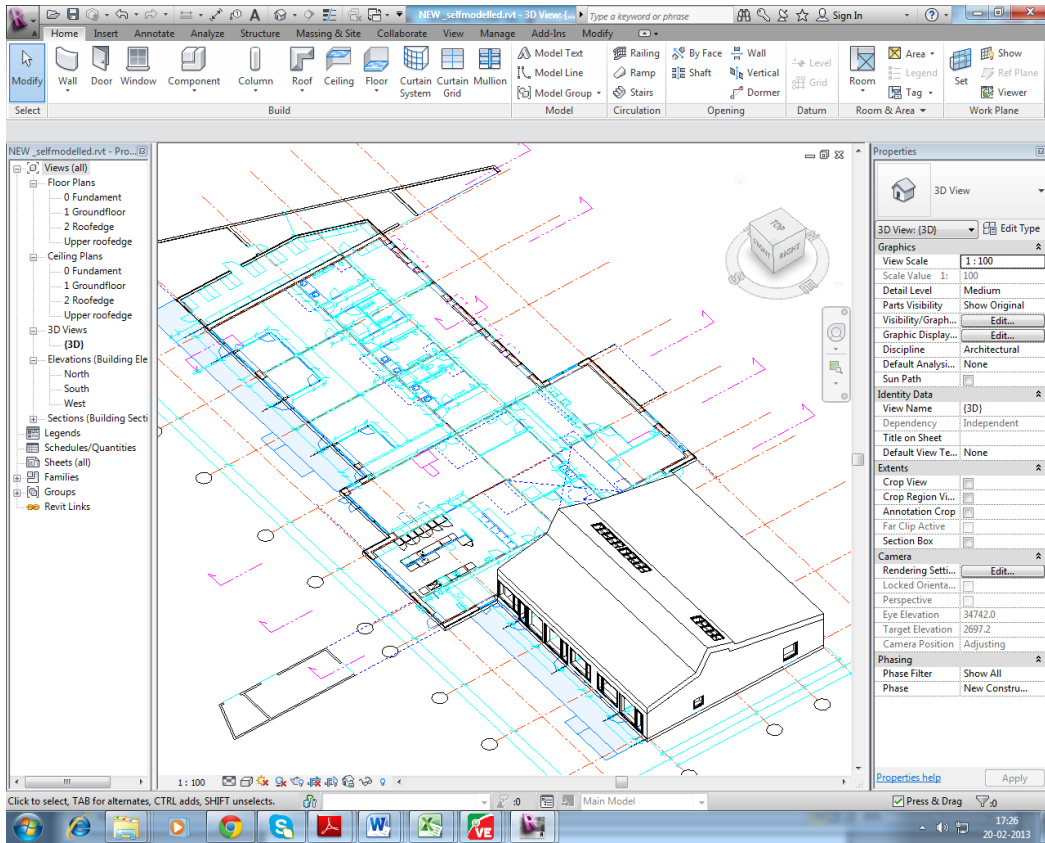 NEW_selfmodelled.rvt - 3D View: {... Type a keyword or phrase Sign In
Home Insert Annotate Analyze Structure Massing & Site Collaborate View Manage Add-Ins Modify
Modify Wall Door Window Component Column Roof Ceiling Floor Curtain System Curtain Grid Mullion
Model Text Railing By Face Wall Level Area Show
Model Line Ramp Shaft Vertical Grid Room Legend Set Ref Plane
Model Group Stairs Dormer Tag Viewer
Select Build Model Circulation Opening Datum Room & Area Work Plane
NEW _selfmodelled.rvt - Pro...
Views (all)
Floor Plans
0 Fundament
1 Groundfloor
2 Roofedge
Upper roofedge
Ceiling Plans
0 Fundament
1 Groundfloor
2 Roofedge
Upper roofedge
3D Views
{3D}
Elevations (Building Ele
North
South
West
Sections (Building Secti
Legends
Schedules/Quantities
Sheets (all)
Families
Groups
Revit Links
TOP
FRONT RIGHT
Properties
3D View
3D View: {3D} Edit Type
Graphics
View Scale 1 : 100
Scale Value 1: 100
Detail Level Medium
Parts Visibility Show Original
Visibility/Graph... Edit...
Graphic Display... Edit...
Discipline Architectural
Default Analysi... None
Sun Path
Identity Data
View Name {3D}
Dependency Independent
Title on Sheet
Default View Te... None
Extents
Crop View
Crop Region Vi...
Annotation Crop
Far Clip Active
Section Box
Camera
Rendering Setti... Edit...
Locked Orienta...
Perspective
Eye Elevation 34742.0
Target Elevation 2697.2
Camera Position Adjusting
Phasing
Phase Filter Show All
Phase New Constru...
Properties help Apply
1 : 100
Click to select, TAB for alternates, CTRL adds, SHIFT unselects. :0 Main Model Press & Drag :0
VE
17:26
20-02-2013